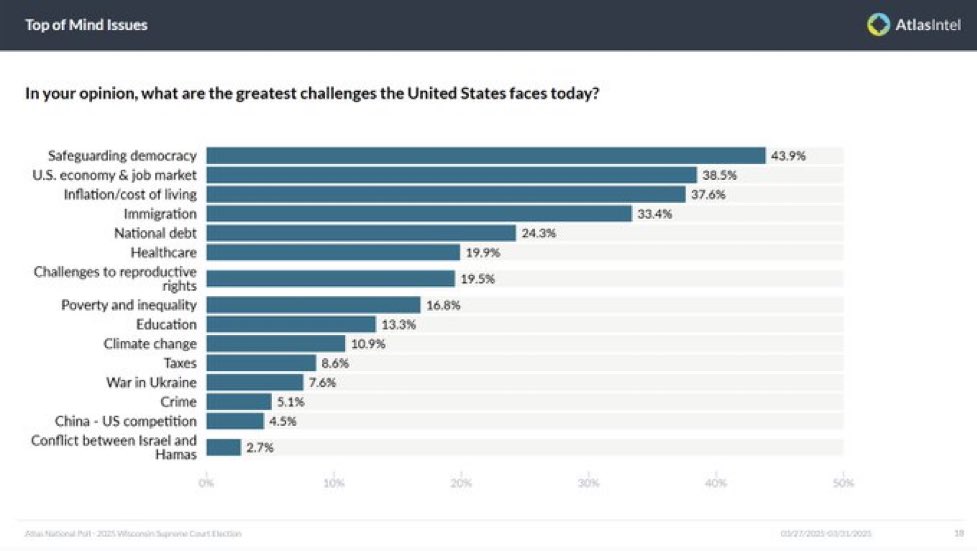 Top of Mind Issues
AtlasIntel
In your opinion, what are the greatest challenges the United States faces today?
Safeguarding democracy 43.9%
U.S. economy & job market 38.5%
Inflation/cost of living 37.6%
Immigration 33.4%
National debt 24.3%
Healthcare 19.9%
Challenges to reproductive
rights 19.5%
Poverty and inequality 16.8%
Education 13.3%
Climate change 10.9%
Taxes 8.6%
War in Ukraine 7.6%
Crime 5.1%
China - US competition 4.5%
Conflict between Israel and
Hamas 2.7%
0% 10% 20% 30% 40% 50%
Atlas National Poll - 2025 Wisconsin Supreme Court Election 03/27/2025-03/31/2025 18